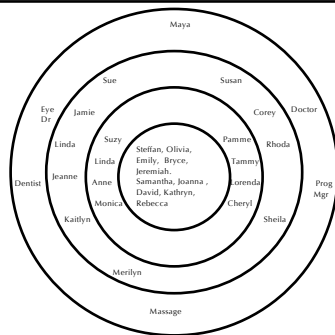 Maya
Sue
Susan
Eye
Dr
Jamie
Corey
Doctor
Linda
Suzy
Pamme
Rhoda
Steffan, Olivia,
Emily, Bryce,
Jeremiah.
Samantha, Joanna ,
David, Kathryn,
Rebecca
Linda
Tammy
Dentist
Jeanne
Anne
Lorenda
Prog
Mgr
Monica
Cheryl
Kaitlyn
Sheila
Merilyn
Massage